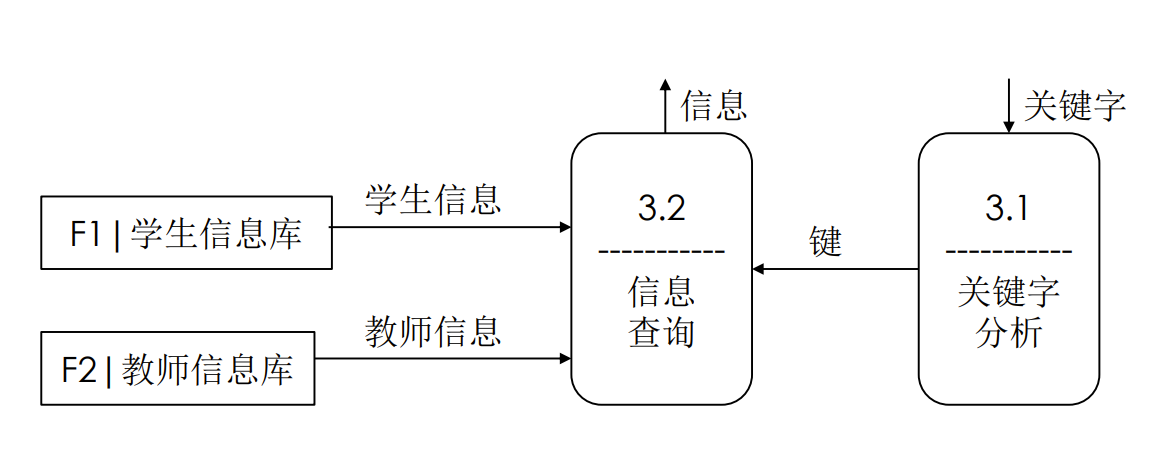 信息
关键字
学生信息
F1 | 学生信息库
3.2
-----------
信息
查询
键
3.1
-----------
关键字
分析
教师信息
F2 | 教师信息库